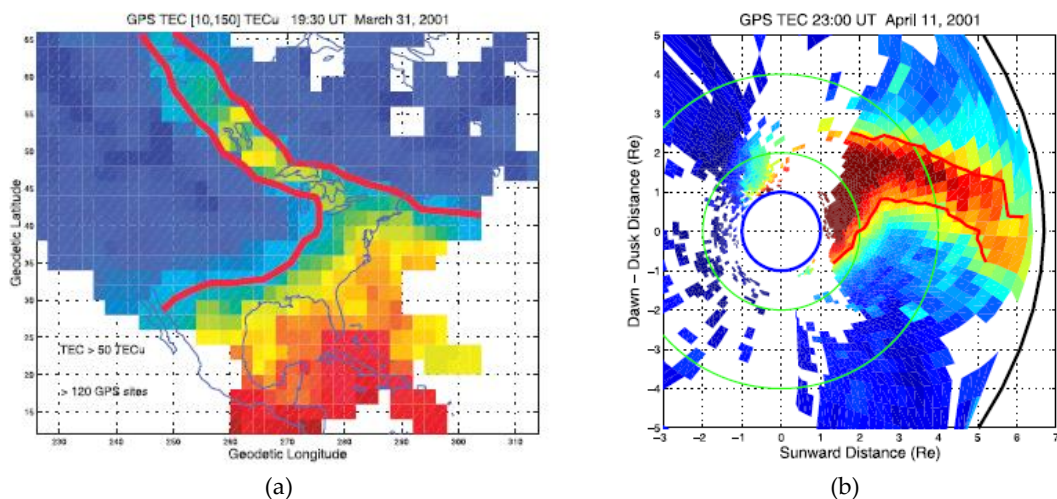 GPS TEC [10,150] TECu 19:30 UT March 31, 2001
65
60
55
50
45
40
35
30
25
20
15
Geodetic Latitude
TEC > 50 TECu
> 120 GPS sites
230 240 250 260 270 280 290 300 310
Geodetic Longitude
(a)
GPS TEC 23:00 UT April 11, 2001
5
4
3
2
1
0
-1
-2
-3
-4
-5
Dawn - Dusk Distance (Re)
-3 -2 -1 0 1 2 3 4 5 6 7
Sunward Distance (Re)
(b)